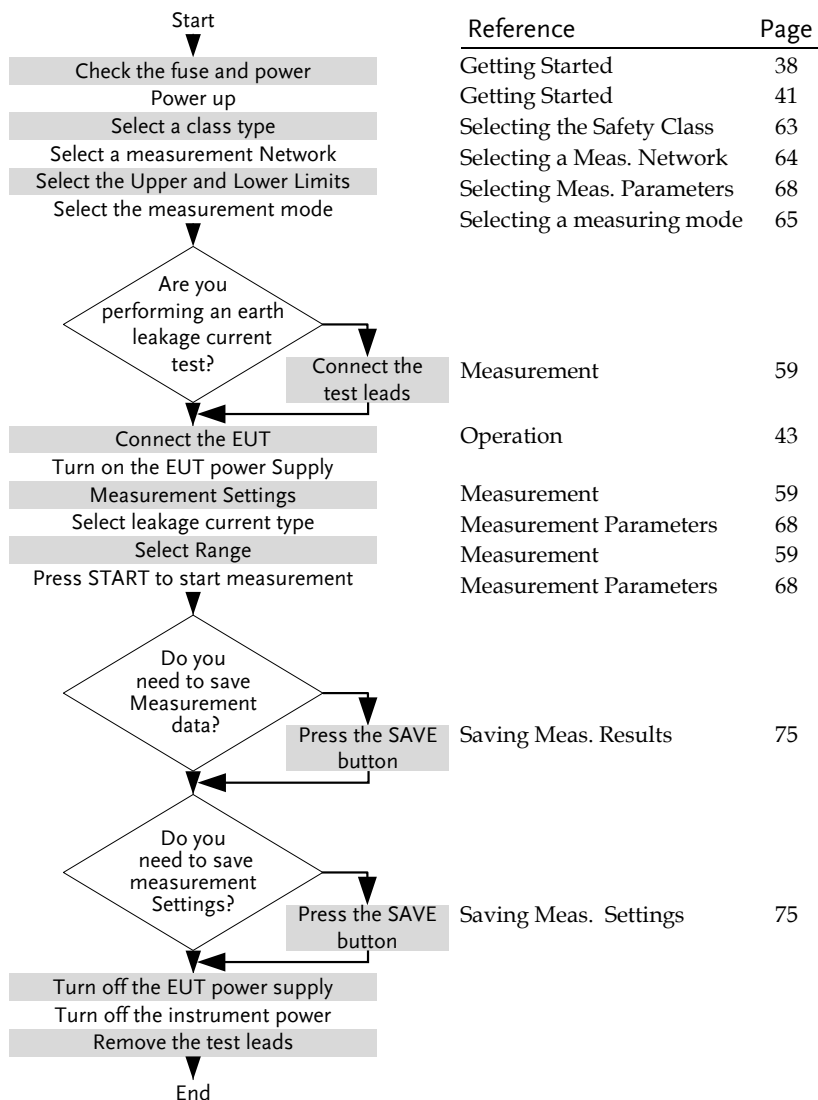 Start
Reference Page
Check the fuse and power Getting Started 38
Power up Getting Started 41
Select a class type Selecting the Safety Class 63
Select a measurement Network Selecting a Meas. Network 64
Select the Upper and Lower Limits Selecting Meas. Parameters 68
Select the measurement mode Selecting a measuring mode 65
Are you
performing an earth
leakage current
test?
Connect the
test leads
Measurement 59
Connect the EUT Operation 43
Turn on the EUT power Supply
Measurement Settings Measurement 59
Select leakage current type Measurement Parameters 68
Select Range Measurement 59
Press START to start measurement Measurement Parameters 68
Do you
need to save
Measurement
data?
Press the SAVE
button
Saving Meas. Results 75
Do you
need to save
measurement
Settings?
Press the SAVE
button
Saving Meas. Settings 75
Turn off the EUT power supply
Turn off the instrument power
Remove the test leads
End